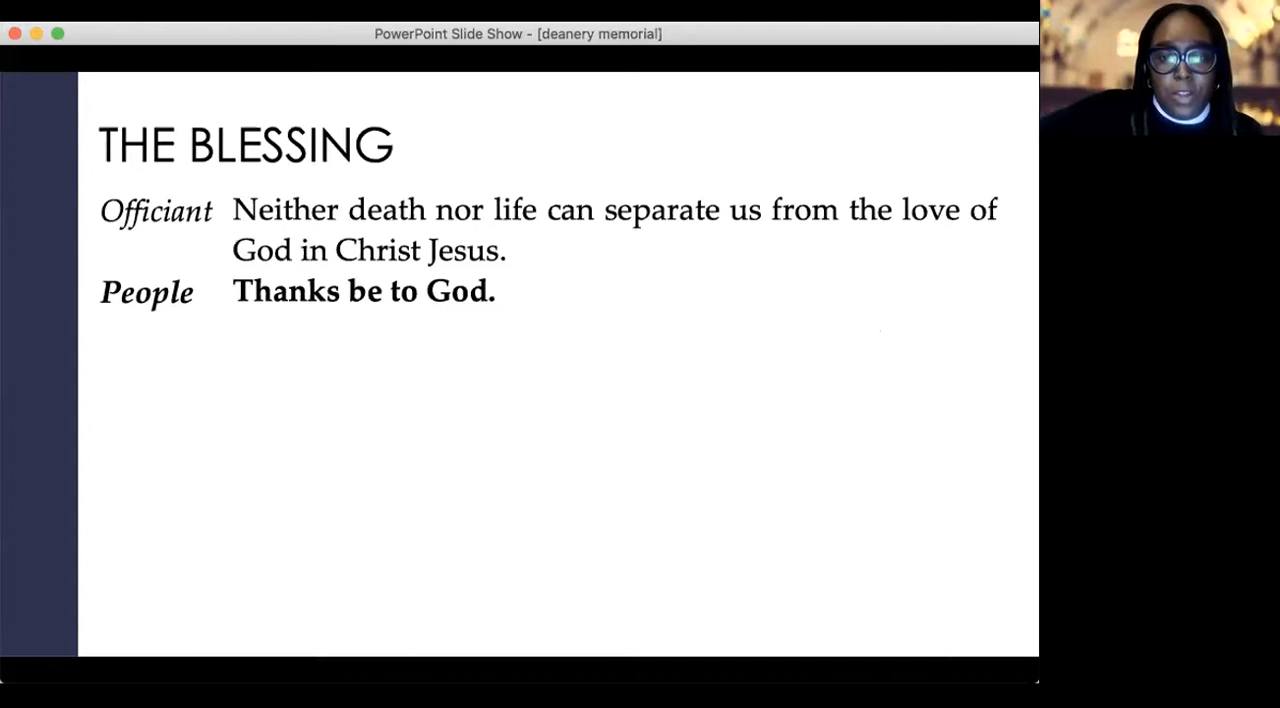 PowerPoint Slide Show - [deanery memorial]
THE BLESSING
Officiant Neither death nor life can separate us from the love of
God in Christ Jesus.
People Thanks be to God.